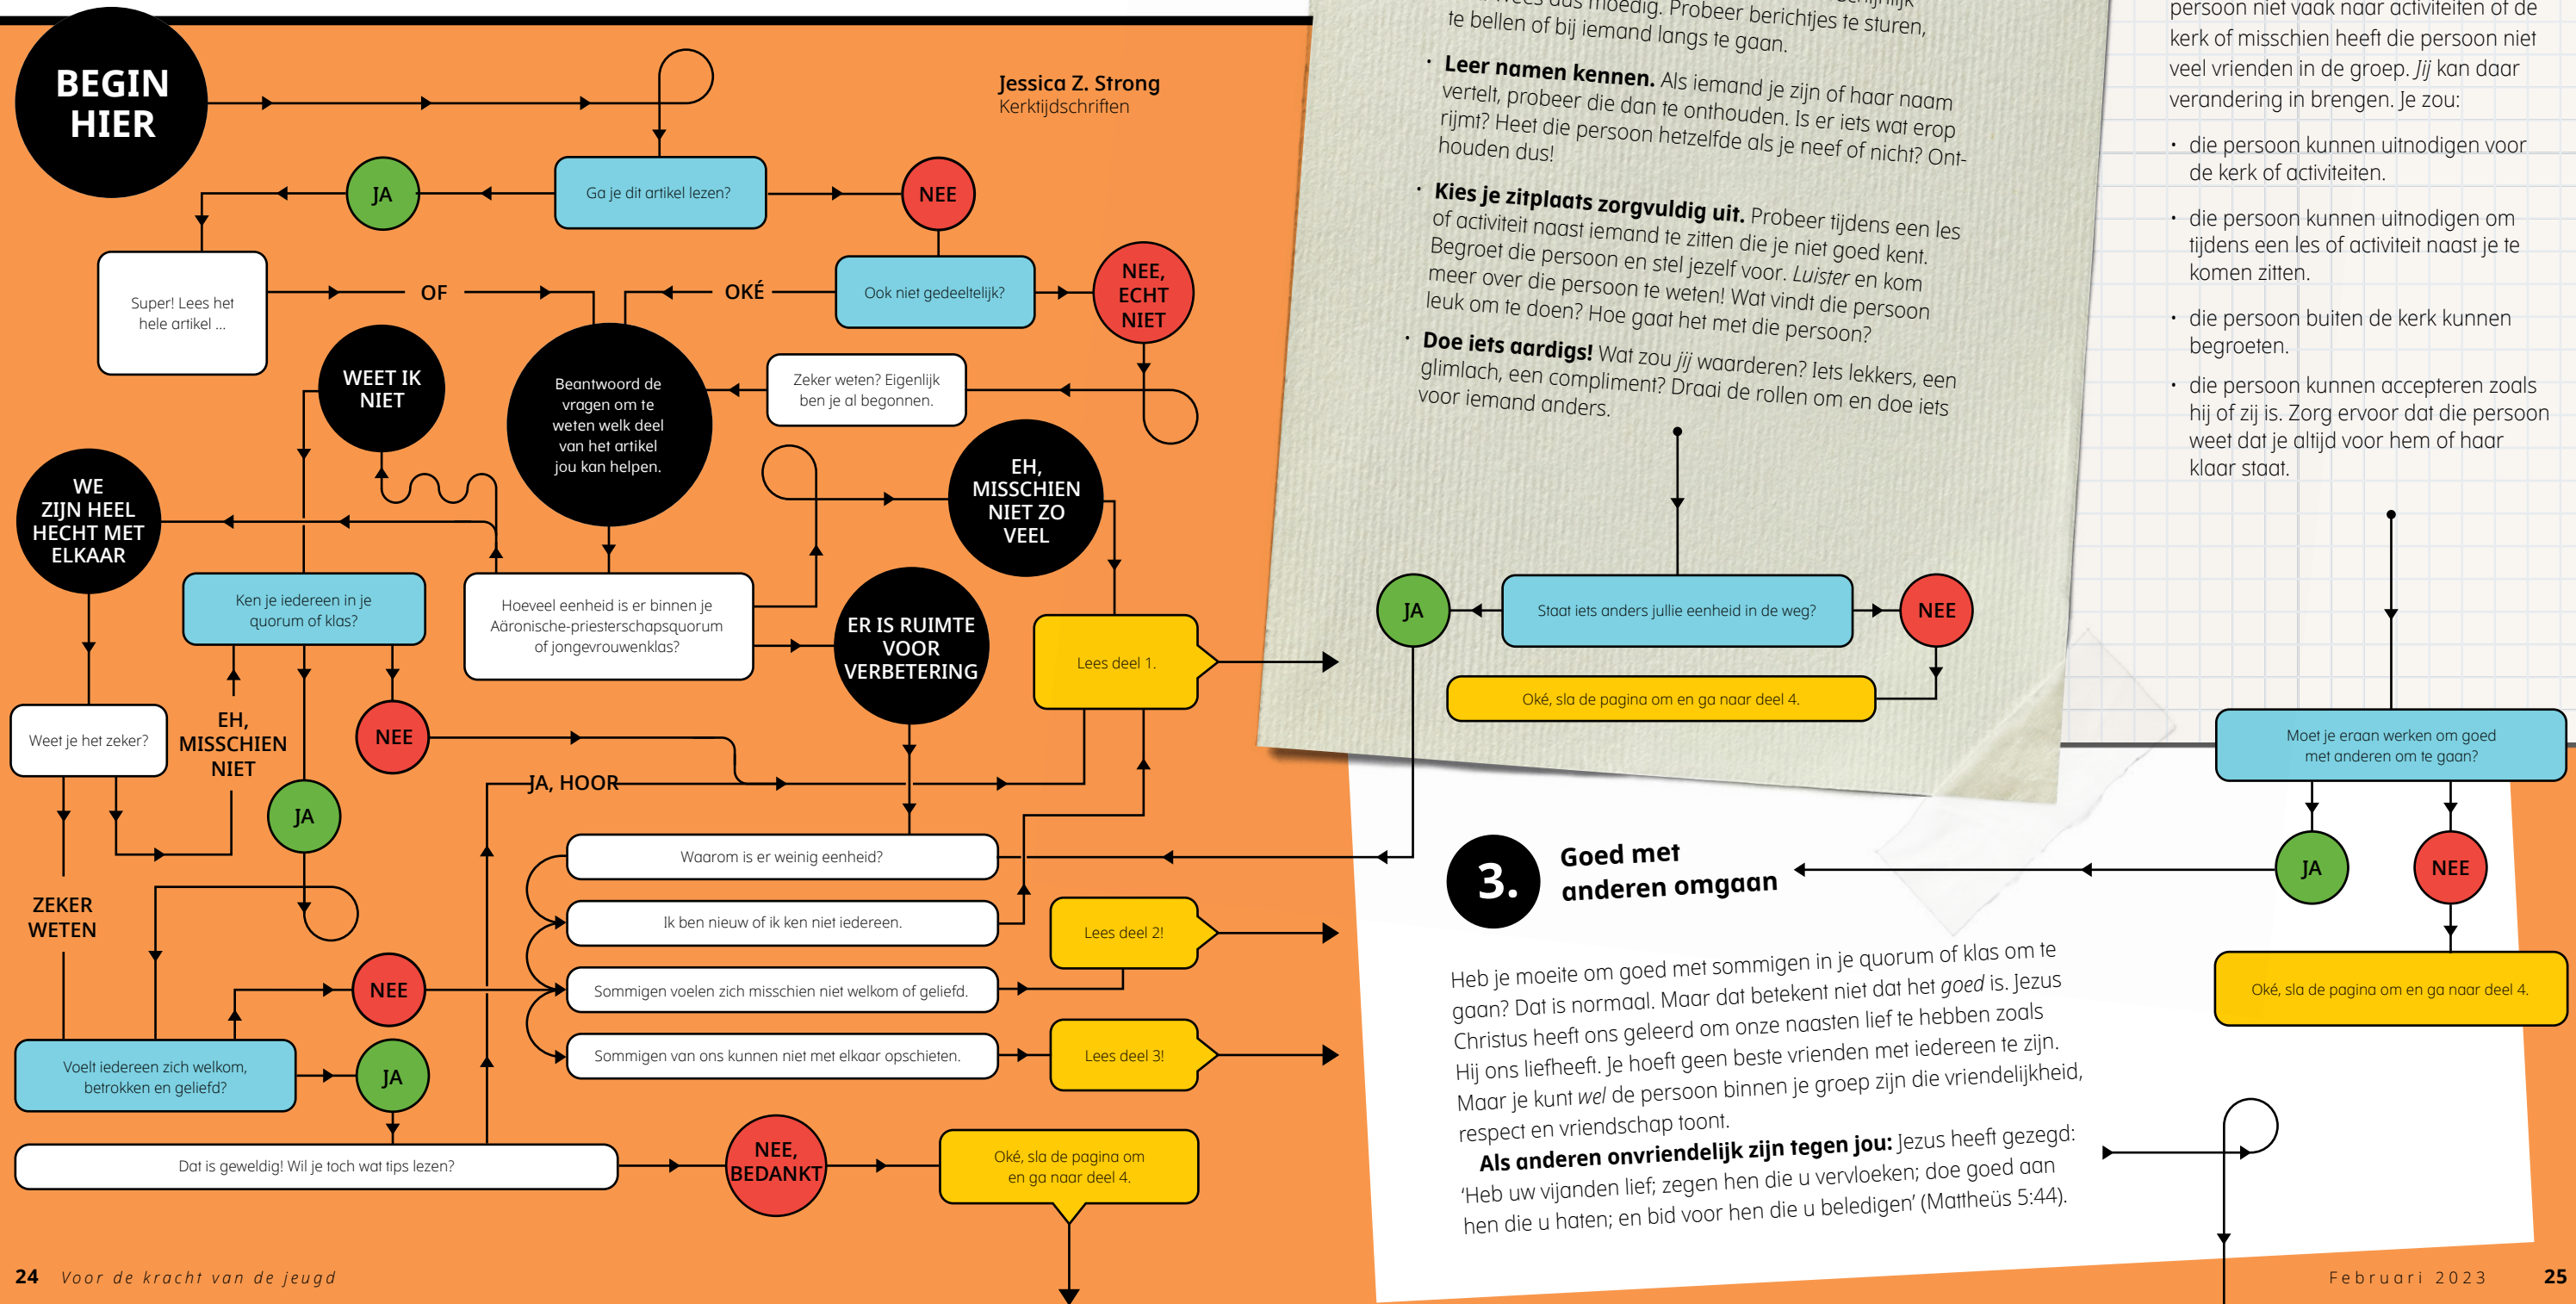 BEGIN
HIER
Jessica Z. Strong
Kerktijdschriften
JA
Ga je dit artikel lezen?
NEE
Super! Lees het
hele artikel ...
OF
OKÉ
Ook niet gedeeltelijk?
NEE,
ECHT
NIET
WEET IK
NIET
Beantwoord de
vragen om te
weten welk deel
van het artikel
jou kan helpen.
Zeker weten? Eigenlijk
ben je al begonnen.
WE
ZIJN HEEL
HECHT MET
ELKAAR
EH,
MISSCHIEN
NIET ZO
VEEL
Ken je iedereen in je
quorum of klas?
Hoeveel eenheid is er binnen je
Aäronische-priesterschapsquorum
of jongevrouwenklas?
ER IS RUIMTE
VOOR
VERBETERING
Lees deel 1.
Weet je het zeker?
EH,
MISSCHIEN
NIET
NEE
JA, HOOR
JA
Waarom is er weinig eenheid?
ZEKER
WETEN
Ik ben nieuw of ik ken niet iedereen.
Lees deel 2!
NEE
Sommigen voelen zich misschien niet welkom of geliefd.
Voelt iedereen zich welkom,
betrokken en geliefd?
JA
Sommigen van ons kunnen niet met elkaar opschieten.
Lees deel 3!
Dat is geweldig! Wil je toch wat tips lezen?
NEE,
BEDANKT
Oké, sla de pagina om
en ga naar deel 4.
24 Voor de kracht van de jeugd
dus moedig. Probeer berichtjes te sturen,
te bellen of bij iemand langs te gaan.
· Leer namen kennen. Als iemand je zijn of haar naam
vertelt, probeer die dan te onthouden. Is er iets wat erop
rijmt? Heet die persoon hetzelfde als je neef of nicht? Ont-
houden dus!
· Kies je zitplaats zorgvuldig uit. Probeer tijdens een les
of activiteit naast iemand te zitten die je niet goed kent.
Begroet die persoon en stel jezelf voor. Luister en kom
meer over die persoon te weten! Wat vindt die persoon
leuk om te doen? Hoe gaat het met die persoon?
· Doe iets aardigs! Wat zou jij waarderen? Iets lekkers, een
glimlach, een compliment? Draai de rollen om en doe iets
voor iemand anders.
JA
Staat iets anders jullie eenheid in de weg?
NEE
Oké, sla de pagina om en ga naar deel 4.
persoon niet vaak naar activiteiten of de
kerk of misschien heeft die persoon niet
veel vrienden in de groep. Jij kan daar
verandering in brengen. Je zou:
· die persoon kunnen uitnodigen voor
de kerk of activiteiten.
· die persoon kunnen uitnodigen om
tijdens een les of activiteit naast je te
komen zitten.
· die persoon buiten de kerk kunnen
begroeten.
· die persoon kunnen accepteren zoals
hij of zij is. Zorg ervoor dat die persoon
weet dat je altijd voor hem of haar
klaar staat.
Moet je eraan werken om goed
met anderen om te gaan?
JA
NEE
Oké, sla de pagina om en ga naar deel 4.
3.
Goed met
anderen omgaan
Heb je moeite om goed met sommigen in je quorum of klas om te
gaan? Dat is normaal. Maar dat betekent niet dat het goed is. Jezus
Christus heeft ons geleerd om onze naasten lief te hebben zoals
Hij ons liefheeft. Je hoeft geen beste vrienden met iedereen te zijn.
Maar je kunt wel de persoon binnen je groep zijn die vriendelijkheid,
respect en vriendschap toont.
Als anderen onvriendelijk zijn tegen jou: Jezus heeft gezegd:
‘Heb uw vijanden lief; zegen hen die u vervloeken; doe goed aan
hen die u haten; en bid voor hen die u beledigen’ (Mattheüs 5:44).
Februari 2023 25